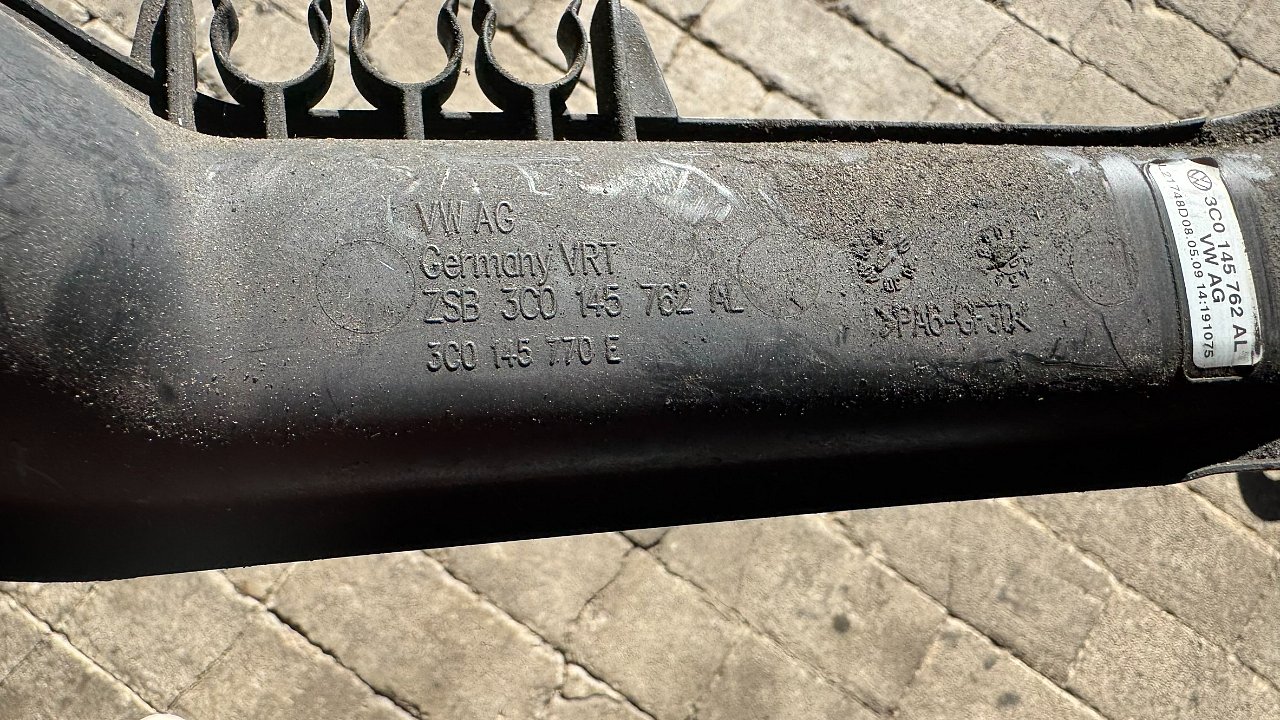 VW AG
Germany VRT
ZSB 3C0 145 762 AL
3C0 145 770 E
>PA6-GF30<
3C0 145 762 AL
VW AG
21748D 08.05.09 14:191075